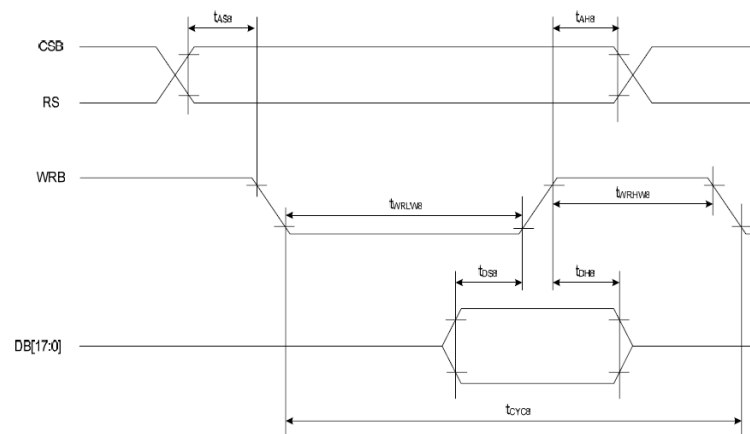 tAS8
tAH8
CSB
RS
WRB
tWRLW8
tWRHW8
tDS8
tDH8
DB[17:0]
tCYC8